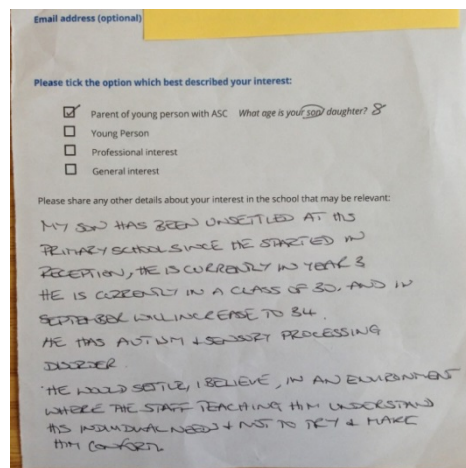 Email address (optional)
Please tick the option which best described your interest:
Parent of young person with ASC What age is your son/ daughter? 8
Young Person
Professional interest
General interest
Please share any other details about your interest in the school that may be relevant:
MY SON HAS BEEN UNSETTLED AT HIS
PRIMARY SCHOOL SINCE HE STARTED IN
RECEPTION, HE IS CURRENTLY IN YEAR 3
HE IS CURRENTLY IN A CLASS OF 30, AND IN
SEPTEMBER WILL INCREASE TO 34.
HE HAS AUTISM & SENSORY PROCESSING
DISORDER.
HE WOULD SETTLE, I BELIEVE, IN AN ENVIRONMENT
WHERE THE STAFF TEACHING HIM UNDERSTAND
HIS INDIVIDUAL NEEDS & NOT TO TRY & MAKE
HIM CONFORM.